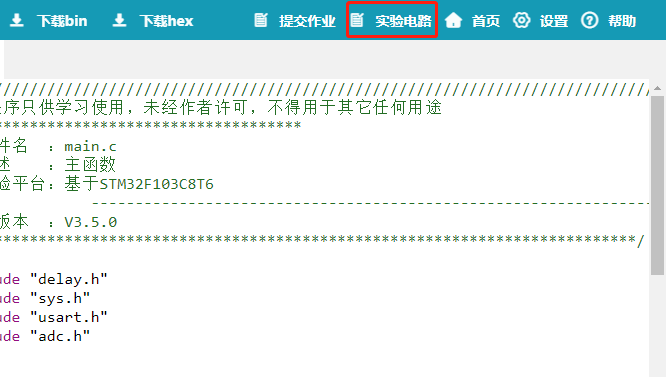 下载bin 下载hex 提交作业 实验电路 首页 设置 帮助
////////////////////////////////////////////////////////////////////////////
序只供学习使用，未经作者许可，不得用于其它任何用途
***********************************
件名 ：main.c
述 ：主函数
验平台：基于STM32F103C8T6
----------------------------------------------------------------
版本 ：V3.5.0
**************************************************************************/
ude "delay.h"
ude "sys.h"
ude "usart.h"
ude "adc.h"